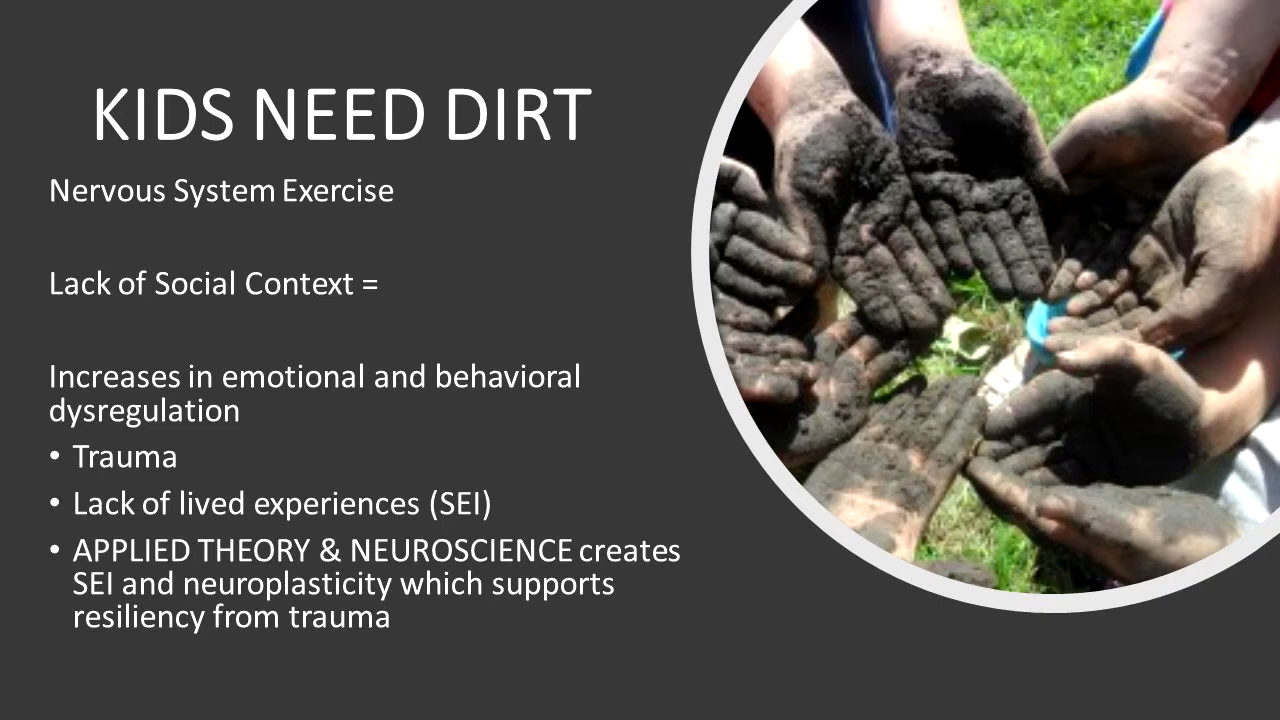 KIDS NEED DIRT
Nervous System Exercise
Lack of Social Context =
Increases in emotional and behavioral
dysregulation
• Trauma
• Lack of lived experiences (SEI)
• APPLIED THEORY & NEUROSCIENCE creates
SEI and neuroplasticity which supports
resiliency from trauma